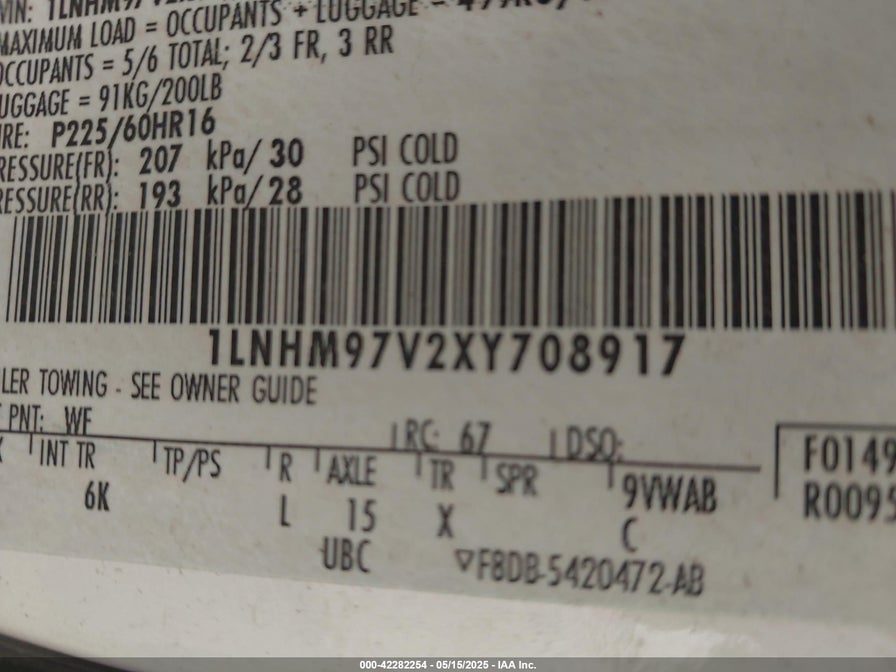 VIN: 1LNHM97V2
MAXIMUM LOAD = OCCUPANTS + LUGGAGE =
OCCUPANTS = 5/6 TOTAL; 2/3 FR, 3 RR
UGGAGE = 91KG/200LB
IRE: P225/60HR16
RESSURE(FR): 207 kPa/ 30 PSI COLD
RESSURE(RR): 193 kPa/ 28 PSI COLD
1LNHM97V2XY708917
LER TOWING - SEE OWNER GUIDE
PNT: WF RC: 67 DSO:
INT TR TP/PS R AXLE TR SPR 9VWAB F0149
6K L 15 X C R0095
UBC ▽F8DB-5420472-AB
000-42282254 - 05/15/2025 - IAA Inc.